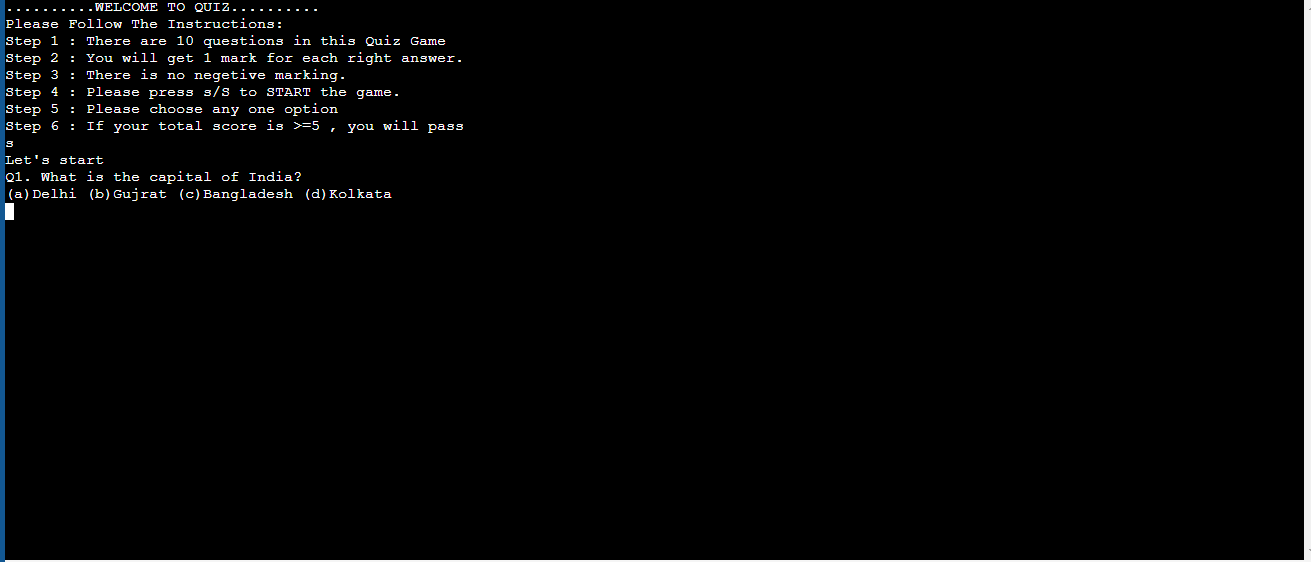 ..........WELCOME TO QUIZ..........
Please Follow The Instructions:
Step 1 : There are 10 questions in this Quiz Game
Step 2 : You will get 1 mark for each right answer.
Step 3 : There is no negetive marking.
Step 4 : Please press s/S to START the game.
Step 5 : Please choose any one option
Step 6 : If your total score is >=5 , you will pass
s
Let's start
Q1. What is the capital of India?
(a)Delhi (b)Gujrat (c)Bangladesh (d)Kolkata